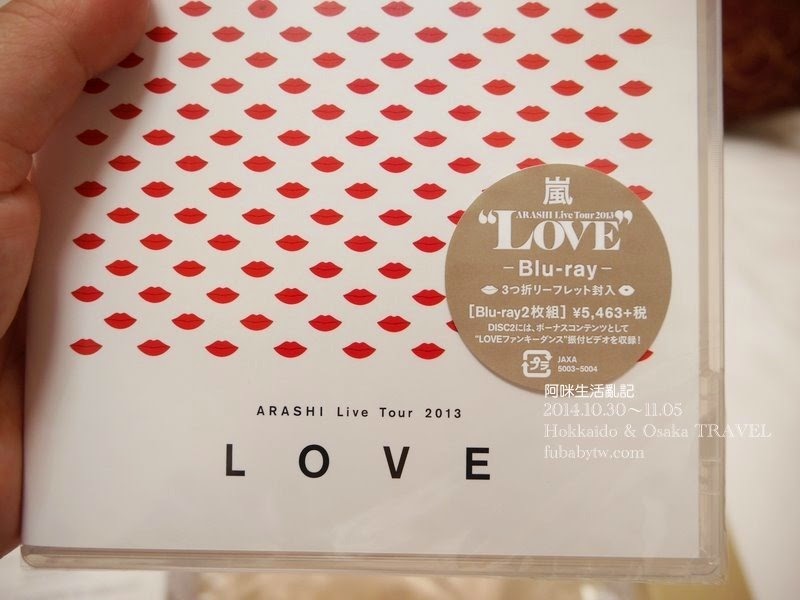 嵐
ARASHI Live Tour 2013
"LOVE"
-Blu-ray-
3つ折リーフレット封入
[Blu-ray2枚組] ¥5,463+税
DISC2には、ボーナスコンテンツとして
"LOVEファンキーダンス"振付ビデオを収録!
プラ
JAXA
5003-5004
ARASHI Live Tour 2013
LOVE
阿咪生活亂記
2014.10.30～11.05
Hokkaido & Osaka TRAVEL
fubabytw.com